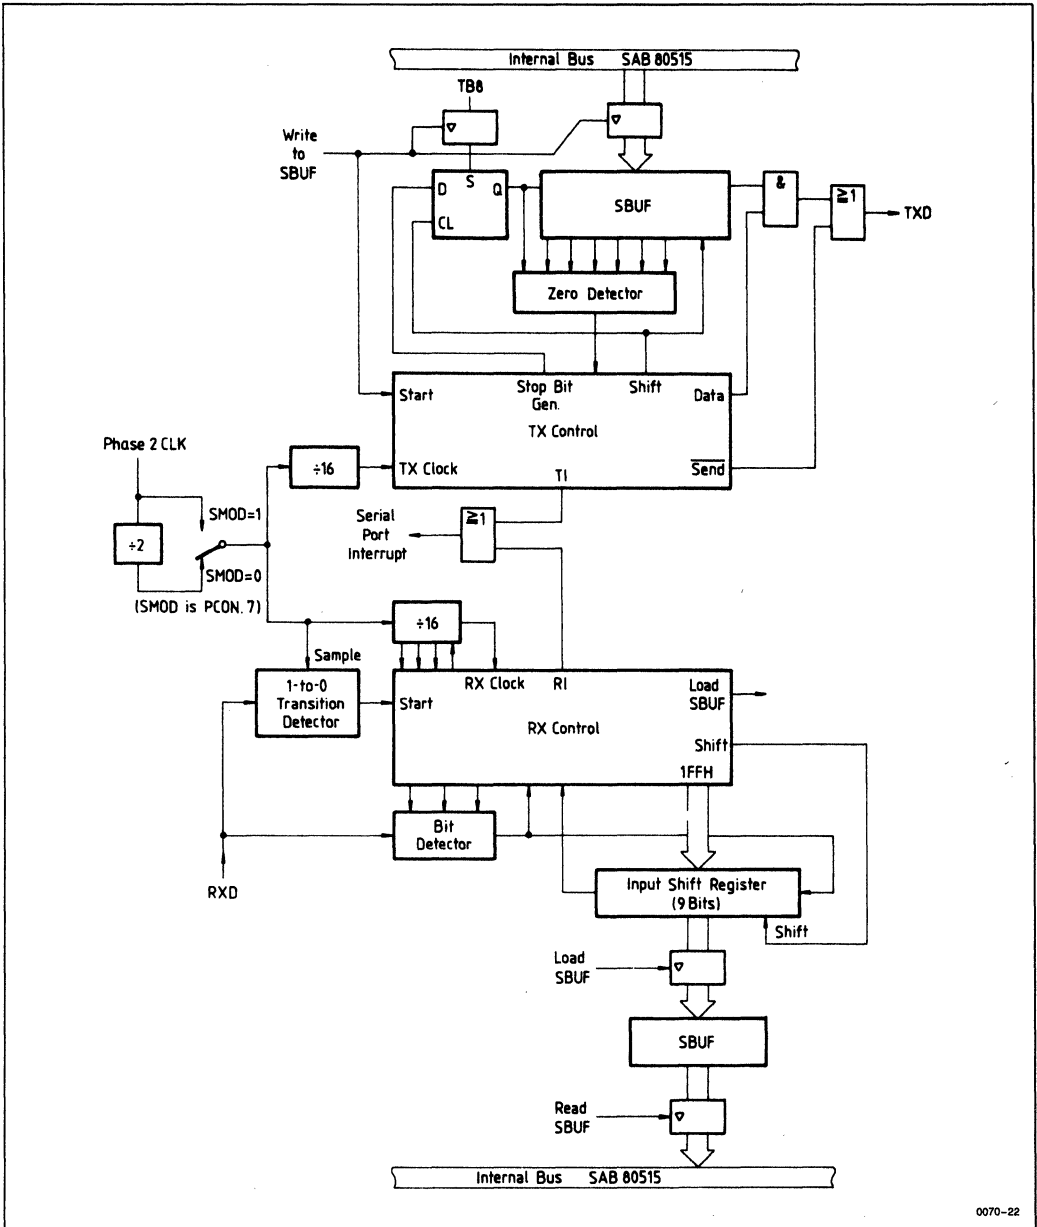 Internal Bus SAB 80515
TB8
▽
▽
Write
to
SBUF
S
D
Q
CL
SBUF
&
≧1
TXD
Zero Detector
Start
Stop Bit
Gen.
Shift
Data
TX Control
Phase 2 CLK
÷16
TX Clock
TI
Send
SMOD=1
Serial
Port
Interrupt
≧1
÷2
SMOD=0
(SMOD is PCON.7)
÷16
Sample
1-to-0
Transition
Detector
RX Clock
RI
Load
SBUF
Start
RX Control
Shift
1FFH
Bit
Detector
RXD
Input Shift Register
(9 Bits)
Shift
Load
SBUF
▽
SBUF
Read
SBUF
▽
Internal Bus SAB 80515
0070-22